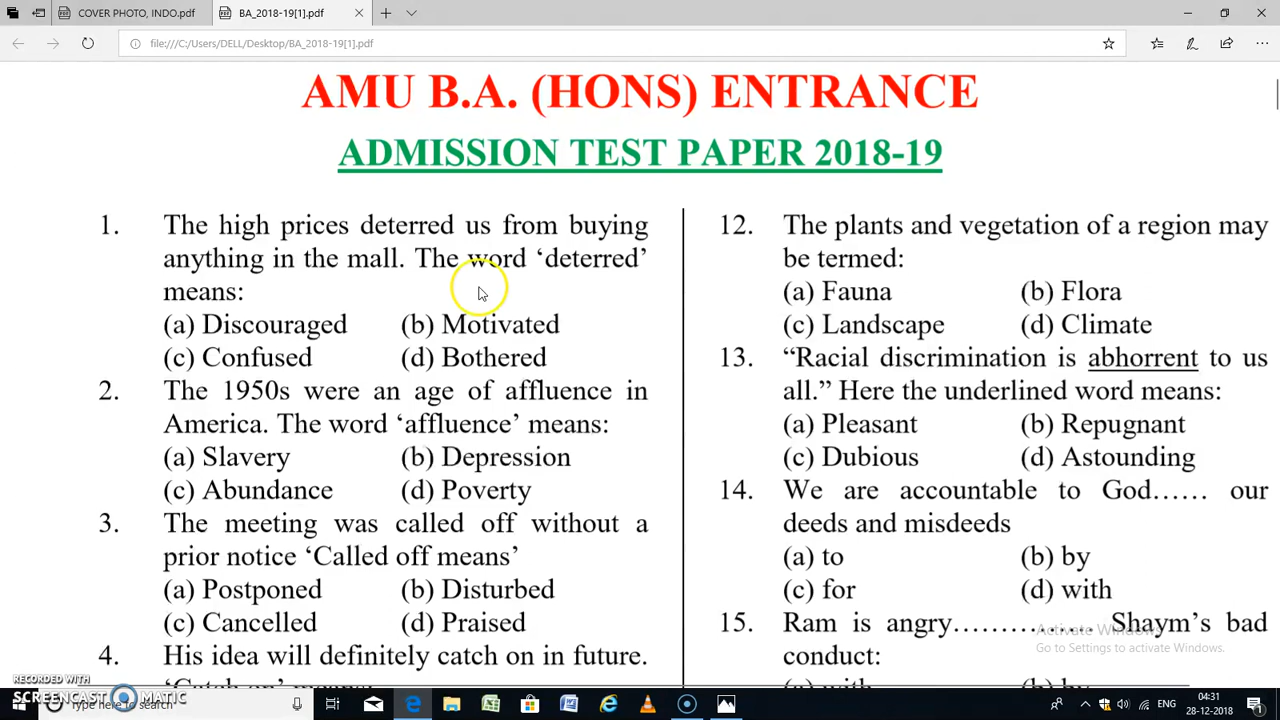 COVER PHOTO, INDO.pdf
BA_2018-19[1].pdf
file:///C:/Users/DELL/Desktop/BA_2018-19[1].pdf
AMU B.A. (HONS) ENTRANCE
ADMISSION TEST PAPER 2018-19
1. The high prices deterred us from buying
anything in the mall. The word ‘deterred’
means:
(a) Discouraged (b) Motivated
(c) Confused (d) Bothered
2. The 1950s were an age of affluence in
America. The word ‘affluence’ means:
(a) Slavery (b) Depression
(c) Abundance (d) Poverty
3. The meeting was called off without a
prior notice ‘Called off means’
(a) Postponed (b) Disturbed
(c) Cancelled (d) Praised
4. His idea will definitely catch on in future.
12. The plants and vegetation of a region may
be termed:
(a) Fauna (b) Flora
(c) Landscape (d) Climate
13. “Racial discrimination is abhorrent to us
all.” Here the underlined word means:
(a) Pleasant (b) Repugnant
(c) Dubious (d) Astounding
14. We are accountable to God…… our
deeds and misdeeds
(a) to (b) by
(c) for (d) with
15. Ram is angry…………… Shaym’s bad
conduct:
Activate Windows
Go to Settings to activate Windows.
RECORDED WITH
SCREENCAST MATIC
Type here to search
ENG
04:31
28-12-2018